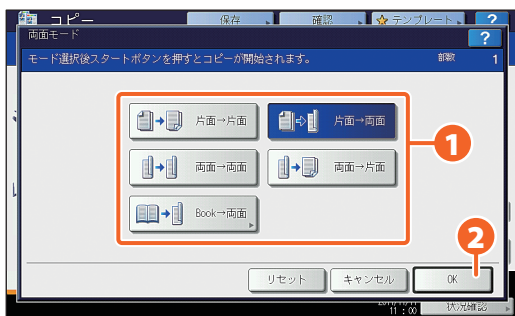 コピー 保存 確認 テンプレート ?
両面モード ?
モード選択後スタートボタンを押すとコピーが開始されます。 部数 1
片面→片面 片面→両面
両面→両面 両面→片面
Book→両面
1
2
リセット キャンセル OK
11:00 状況確認